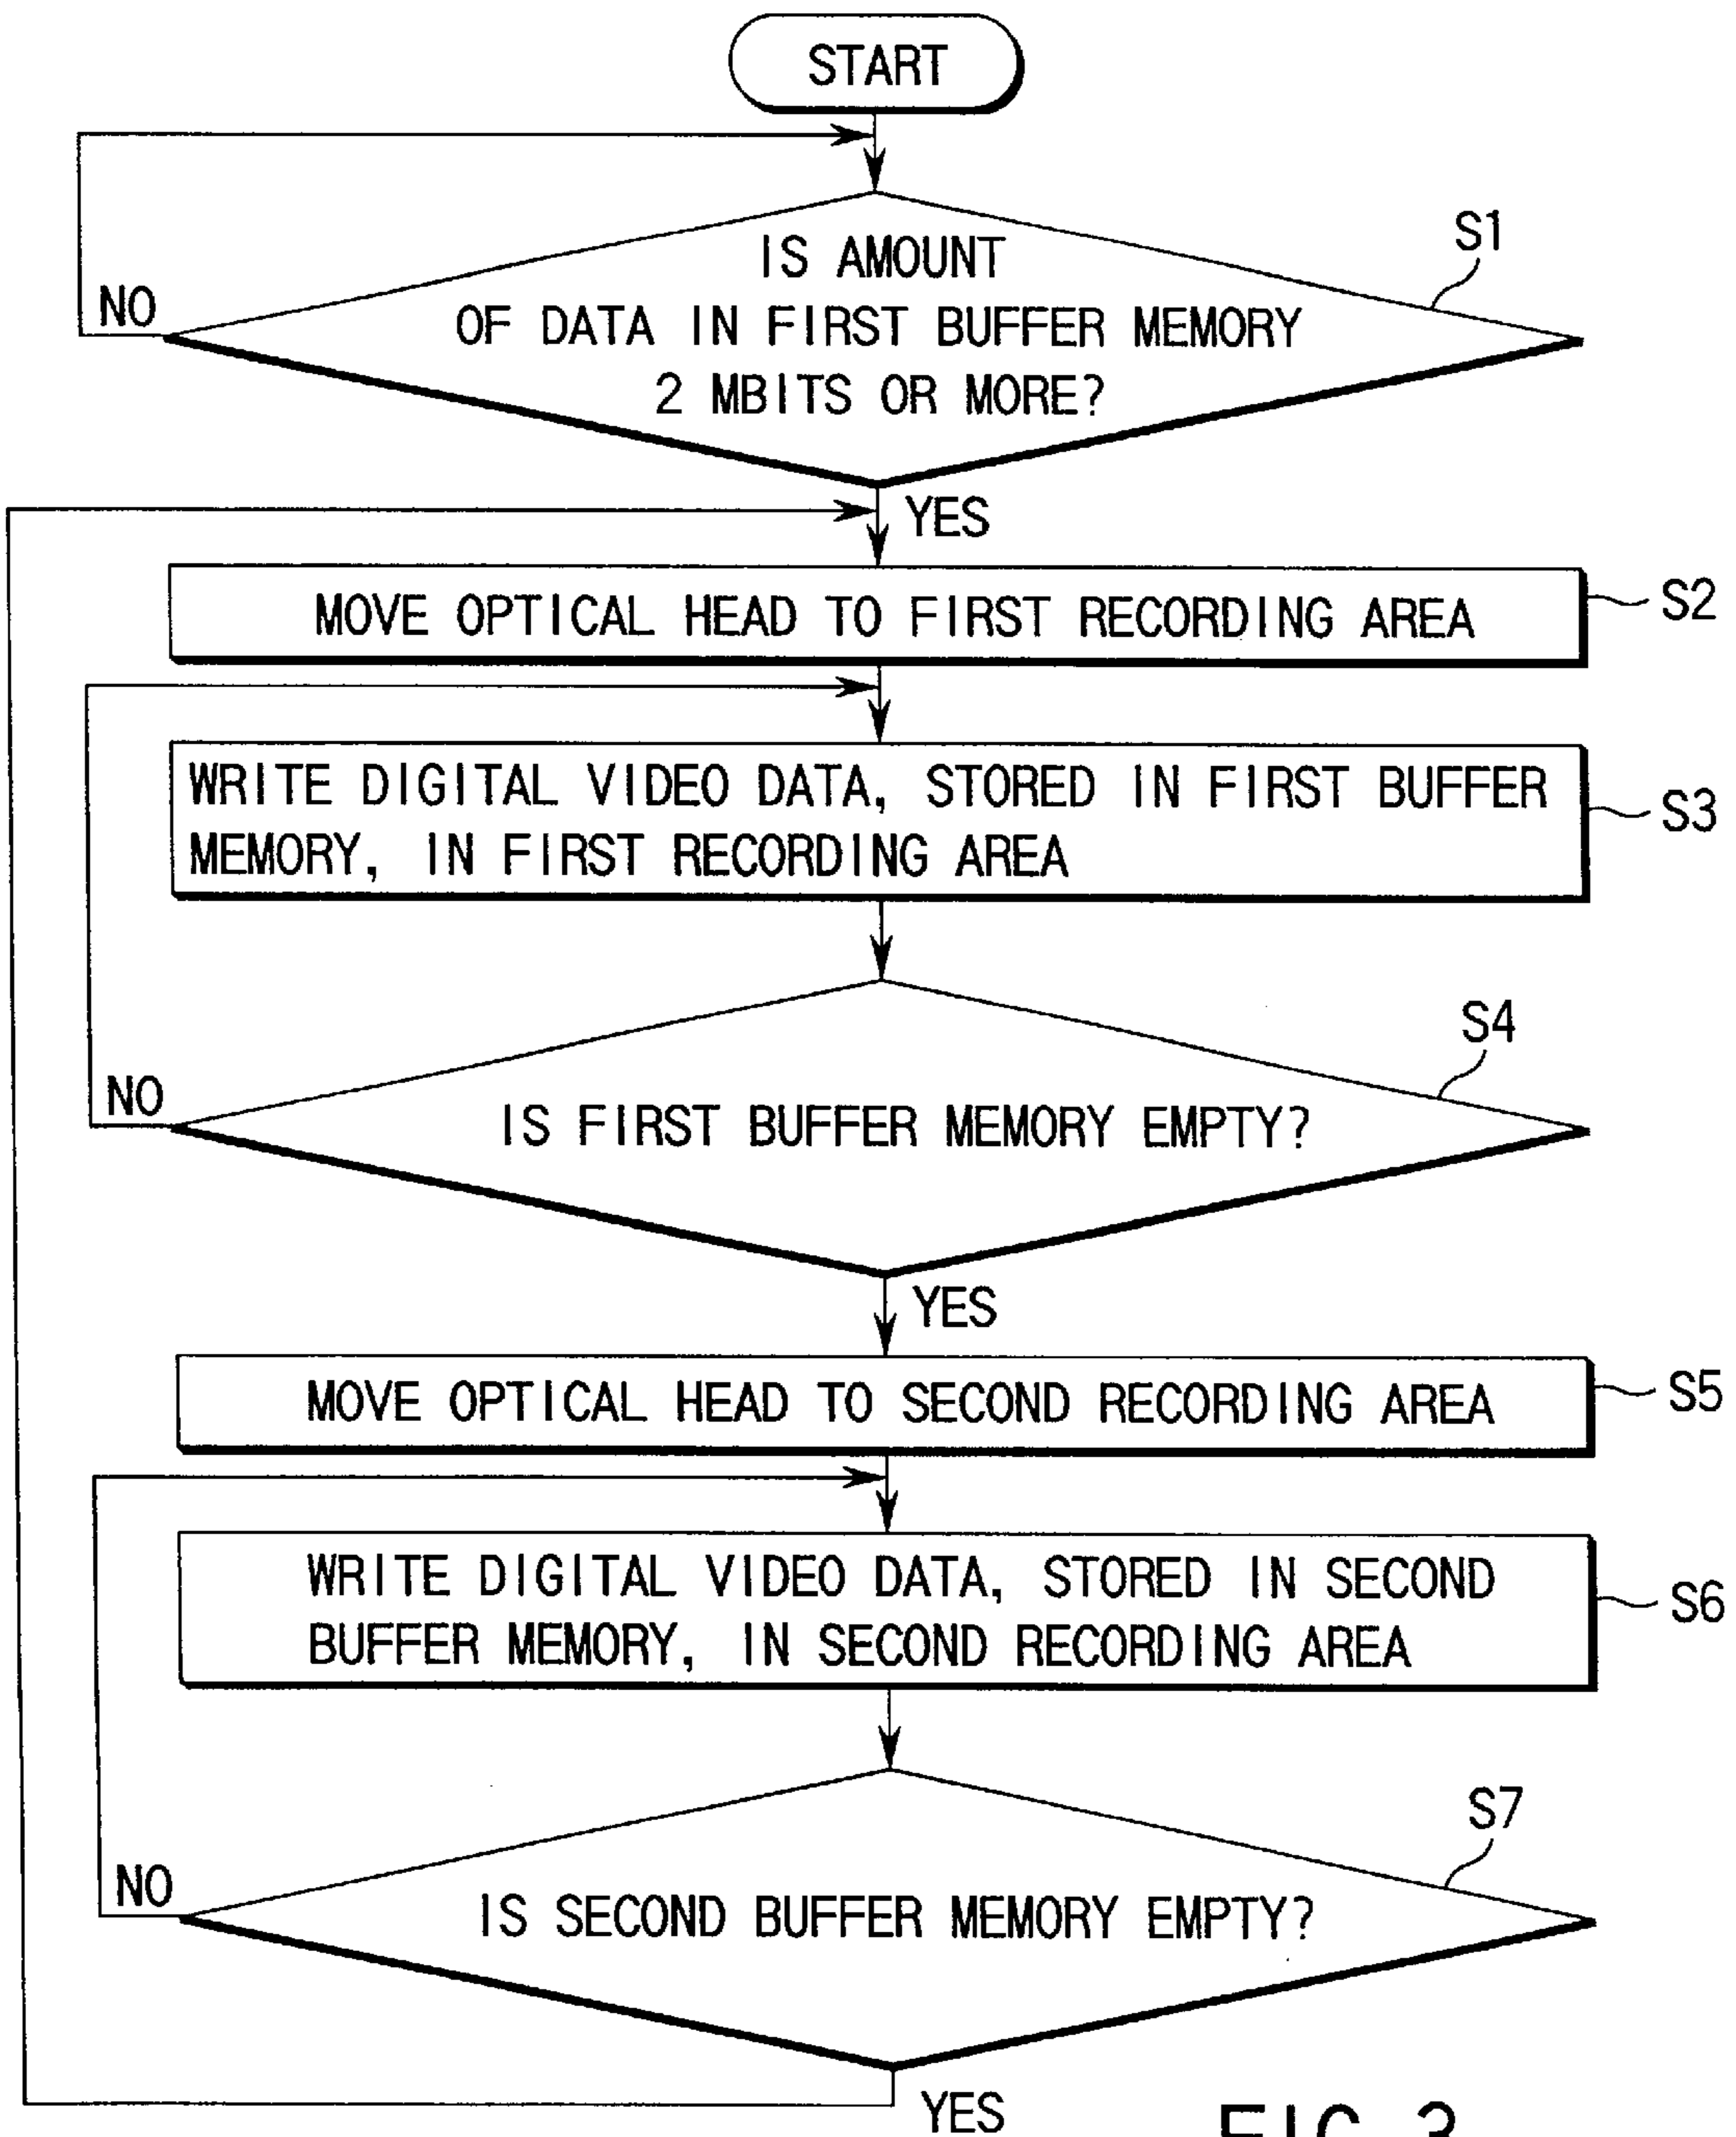 START
S1
IS AMOUNT
OF DATA IN FIRST BUFFER MEMORY
2 MBITS OR MORE?
NO
YES
MOVE OPTICAL HEAD TO FIRST RECORDING AREA
S2
WRITE DIGITAL VIDEO DATA, STORED IN FIRST BUFFER
MEMORY, IN FIRST RECORDING AREA
S3
S4
NO
IS FIRST BUFFER MEMORY EMPTY?
YES
MOVE OPTICAL HEAD TO SECOND RECORDING AREA
S5
WRITE DIGITAL VIDEO DATA, STORED IN SECOND
BUFFER MEMORY, IN SECOND RECORDING AREA
S6
S7
NO
IS SECOND BUFFER MEMORY EMPTY?
YES